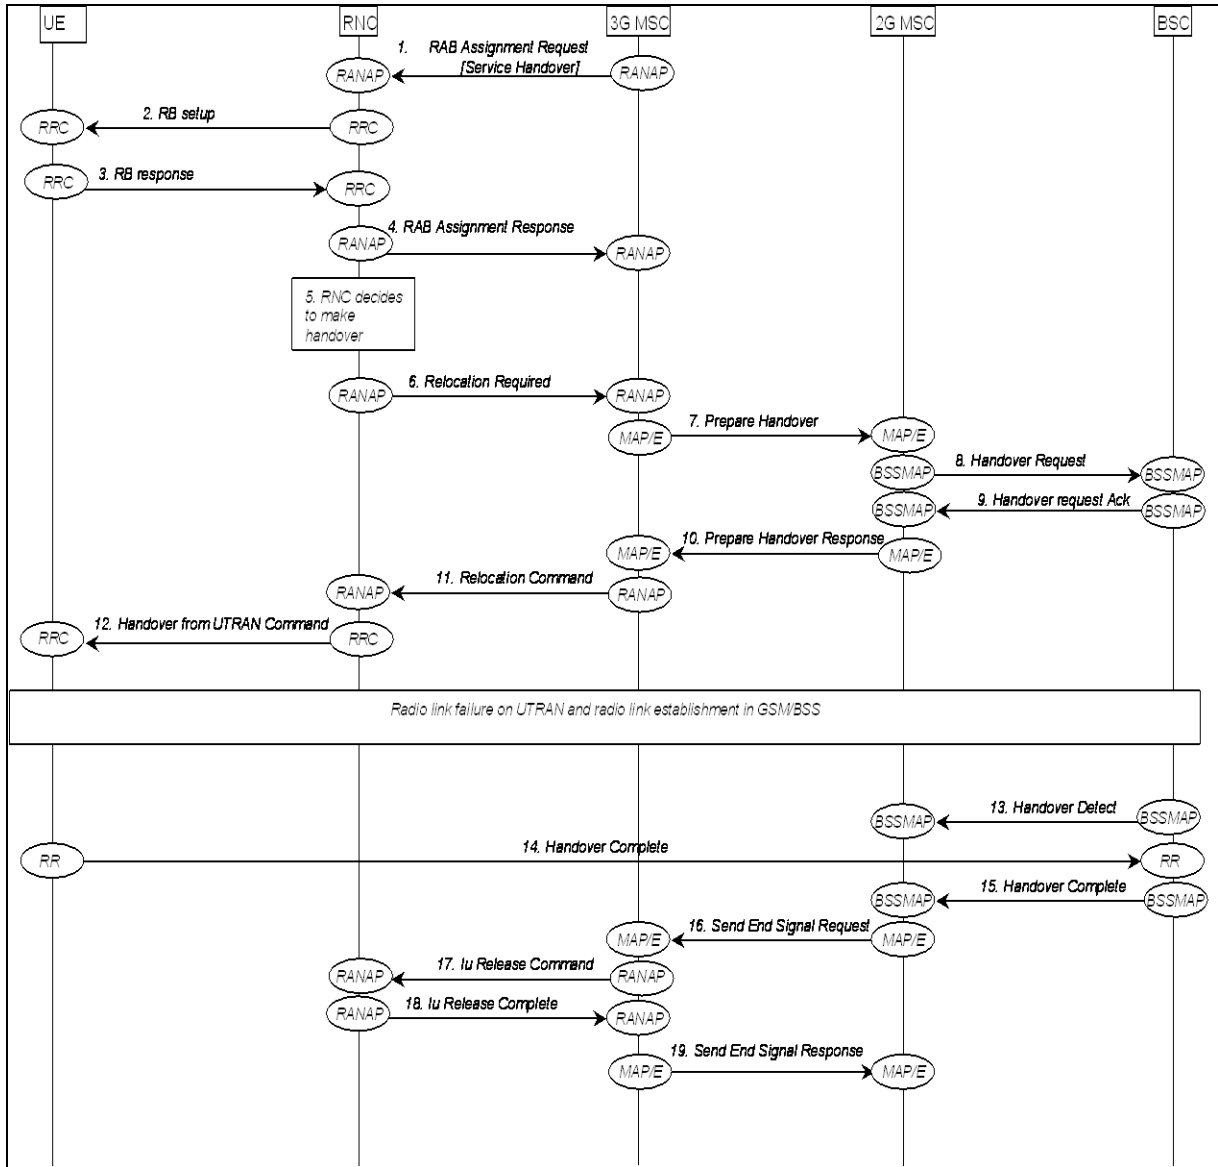 UE RNC 3G MSC 2G MSC BSC
1. RAB Assignment Request
[Service Handover]
RANAP RANAP
2. RB setup
RRC RRC
3. RB response
RRC RRC
4. RAB Assignment Response
RANAP RANAP
5. RNC decides
to make
handover
6. Relocation Required
RANAP RANAP
7. Prepare Handover
MAP/E MAP/E
8. Handover Request
BSSMAP BSSMAP
9. Handover request Ack
BSSMAP BSSMAP
10. Prepare Handover Response
MAP/E MAP/E
11. Relocation Command
RANAP RANAP
12. Handover from UTRAN Command
RRC RRC
Radio link failure on UTRAN and radio link establishment in GSM/BSS
13. Handover Detect
BSSMAP BSSMAP
14. Handover Complete
RR RR
15. Handover Complete
BSSMAP BSSMAP
16. Send End Signal Request
MAP/E MAP/E
17. Iu Release Command
RANAP RANAP
18. Iu Release Complete
RANAP RANAP
19. Send End Signal Response
MAP/E MAP/E